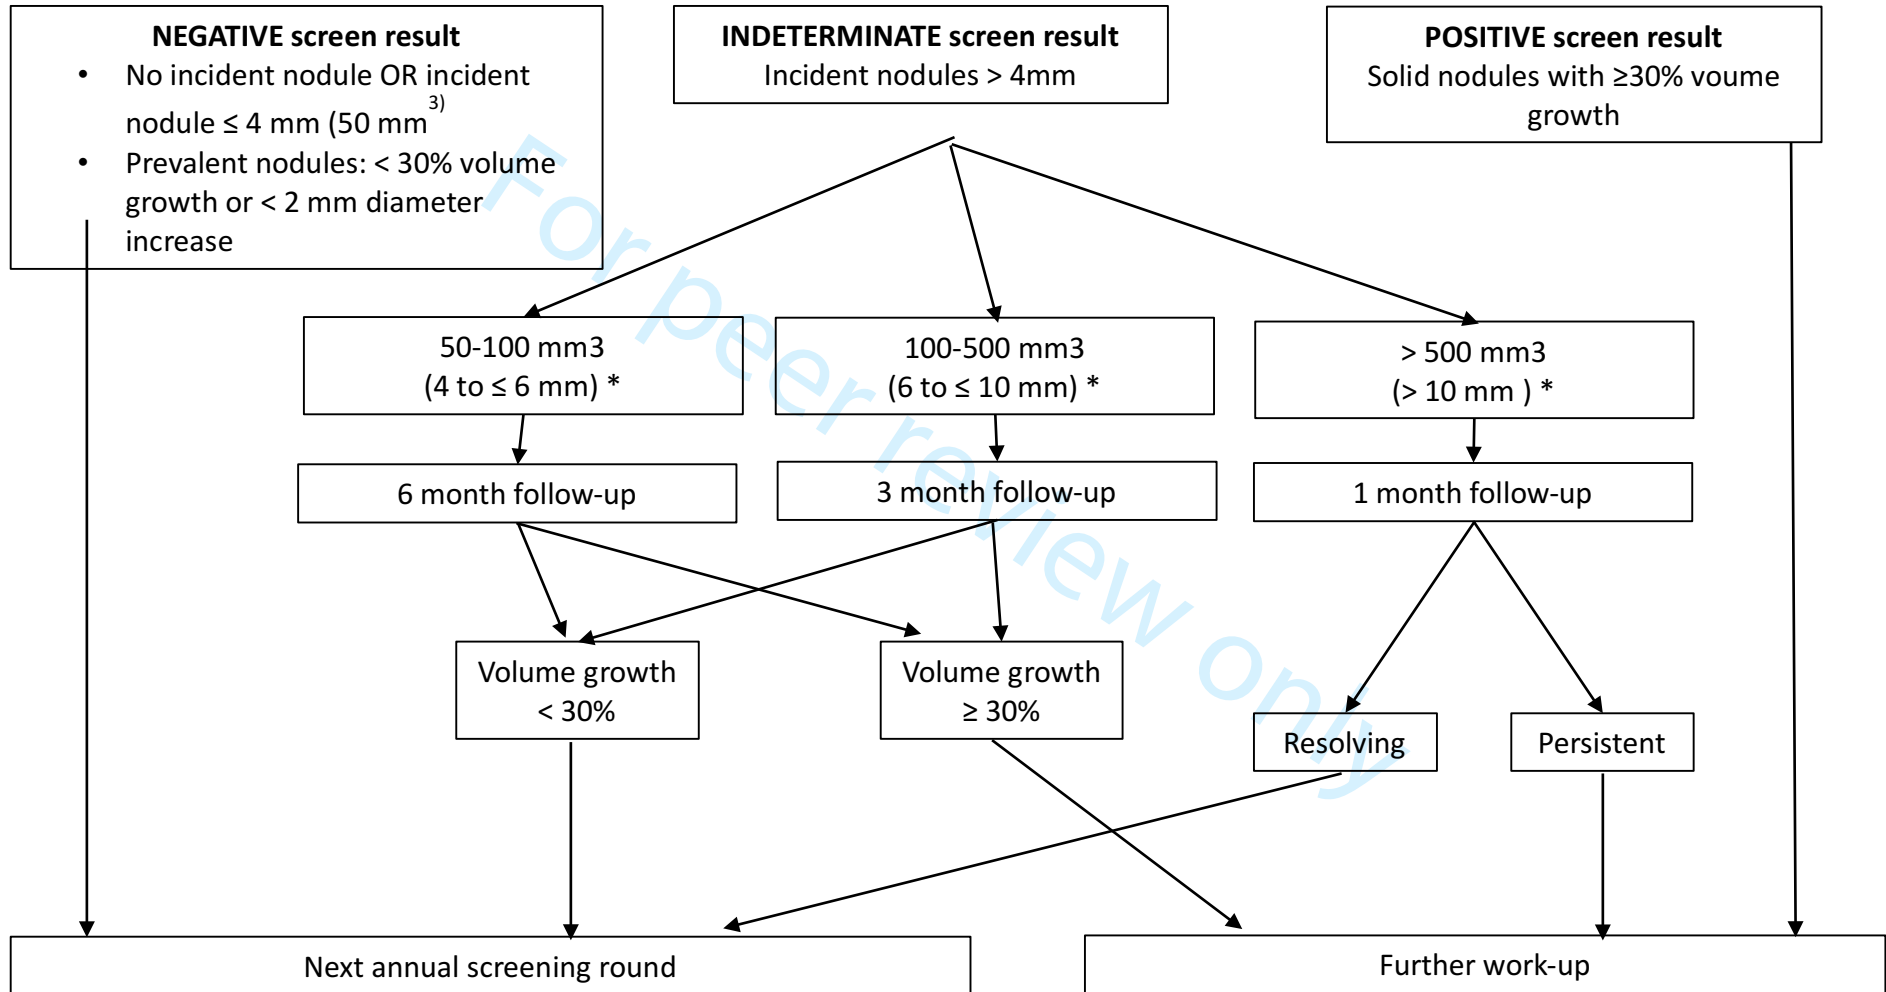 NEGATIVE screen result
• No incident nodule OR incident
nodule ≤ 4 mm (50 mm3)
• Prevalent nodules: < 30% volume
growth or < 2 mm diameter
increase
INDETERMINATE screen result
Incident nodules > 4mm
POSITIVE screen result
Solid nodules with ≥30% voume
growth
50-100 mm3
(4 to ≤ 6 mm) *
100-500 mm3
(6 to ≤ 10 mm) *
> 500 mm3
(> 10 mm ) *
6 month follow-up
3 month follow-up
1 month follow-up
Volume growth
< 30%
Volume growth
≥ 30%
Resolving
Persistent
Next annual screening round
Further work-up
For peer review only